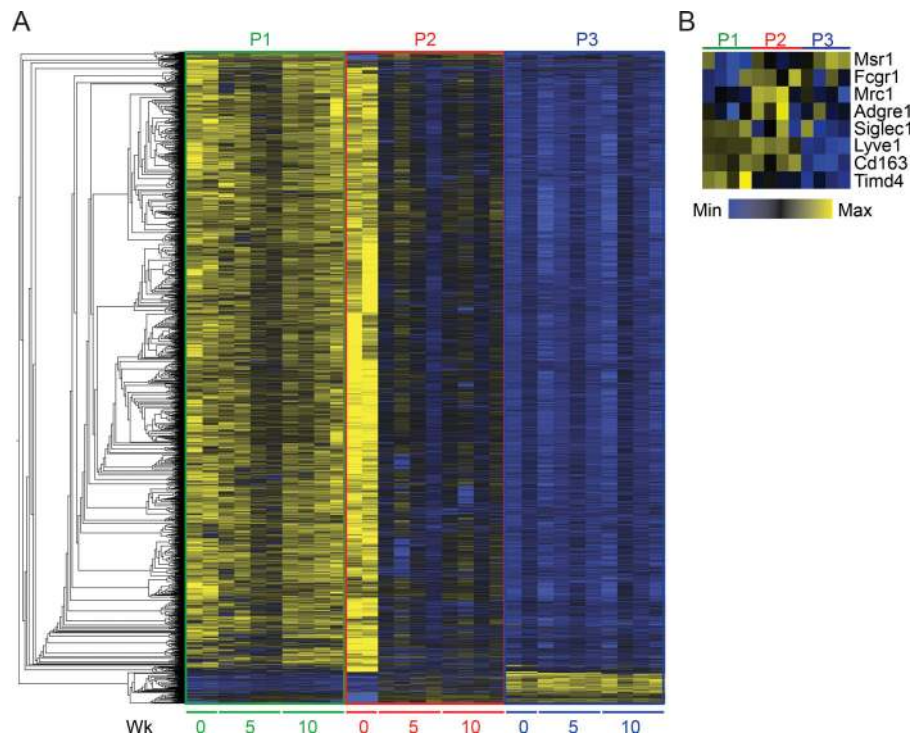 A
P1 P2 P3
Wk 0 5 10 0 5 10 0 5 10
B
P1 P2 P3
Msr1
Fcgr1
Mrc1
Adgre1
Siglec1
Lyve1
Cd163
Timd4
Min Max